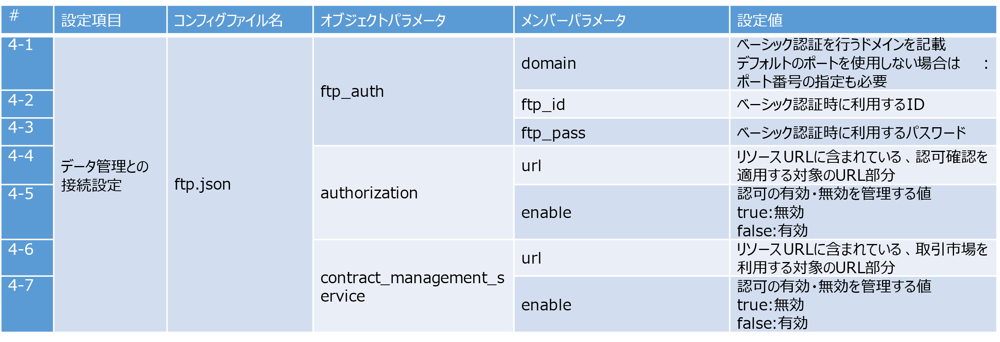 # 設定項目 コンフィグファイル名 オブジェクトパラメータ メンバーパラメータ 設定値
4-1
データ管理との
接続設定
ftp.json
ftp_auth
domain
ベーシック認証を行うドメインを記載
デフォルトのポートを使用しない場合は :
ポート番号の指定も必要
4-2
ftp_id
ベーシック認証時に利用するID
4-3
ftp_pass
ベーシック認証時に利用するパスワード
4-4
authorization
url
リソースURLに含まれている、認可確認を
適用する対象のURL部分
4-5
enable
認可の有効・無効を管理する値
true:無効
false:有効
4-6
contract_management_s
ervice
url
リソースURLに含まれている、取引市場を
利用する対象のURL部分
4-7
enable
認可の有効・無効を管理する値
true:無効
false:有効